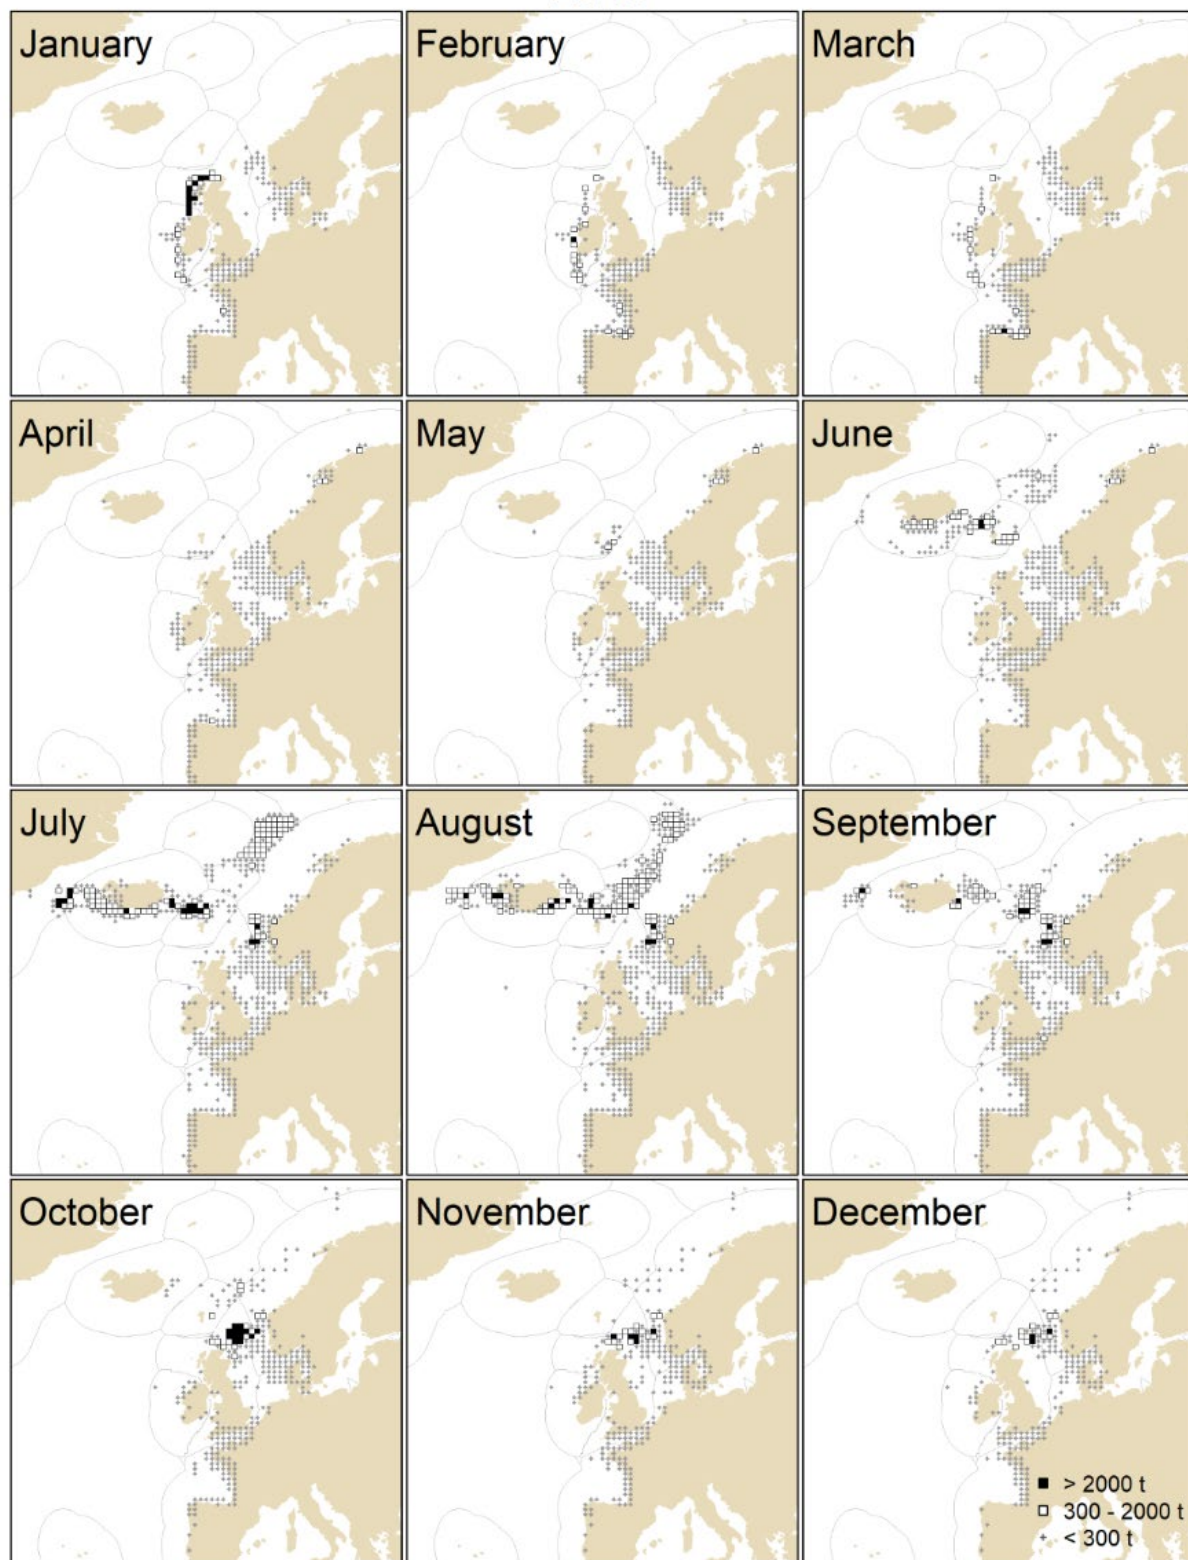 January
February
March
April
May
June
July
August
September
October
November
December
> 2000 t
300 - 2000 t
< 300 t